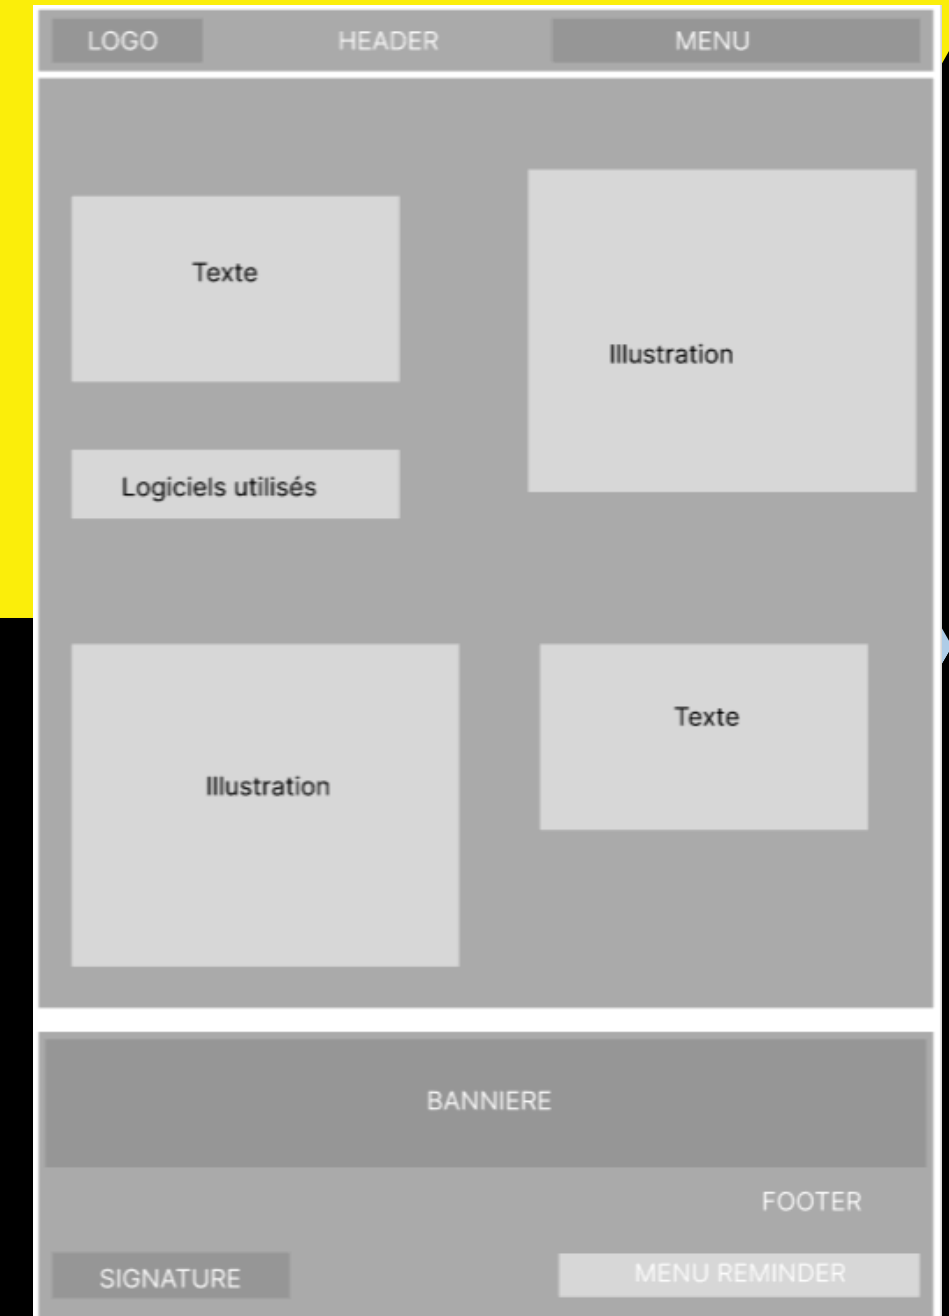 LOGO
HEADER
MENU
Texte
Illustration
Logiciels utilisés
Illustration
Texte
BANNIERE
FOOTER
SIGNATURE
MENU REMINDER